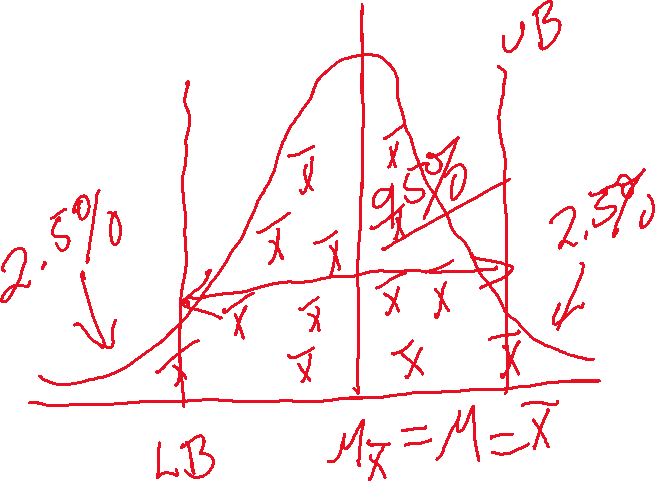 UB
x̄
x̄
95%
2.5%
2.5%
x̄
x̄
x̄
x̄
x̄
x̄
x̄
x̄
x̄
x̄
x̄
x̄
LB
μx̄ = μ = x̄